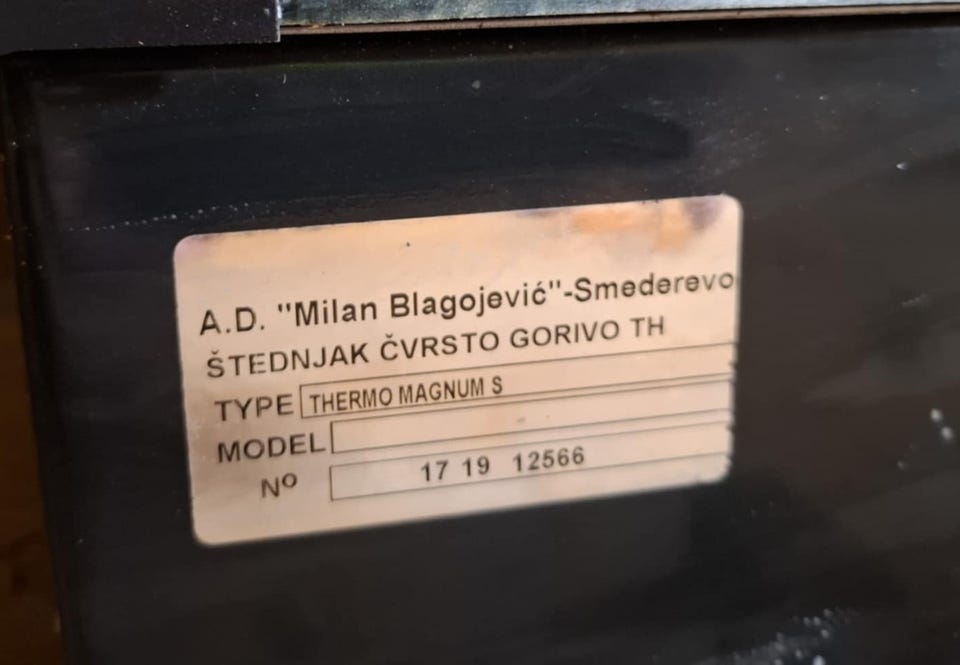 A.D. "Milan Blagojević"-Smederevo
ŠTEDNJAK ČVRSTO GORIVO TH
TYPE THERMO MAGNUM S
MODEL
Nº 17 19 12566